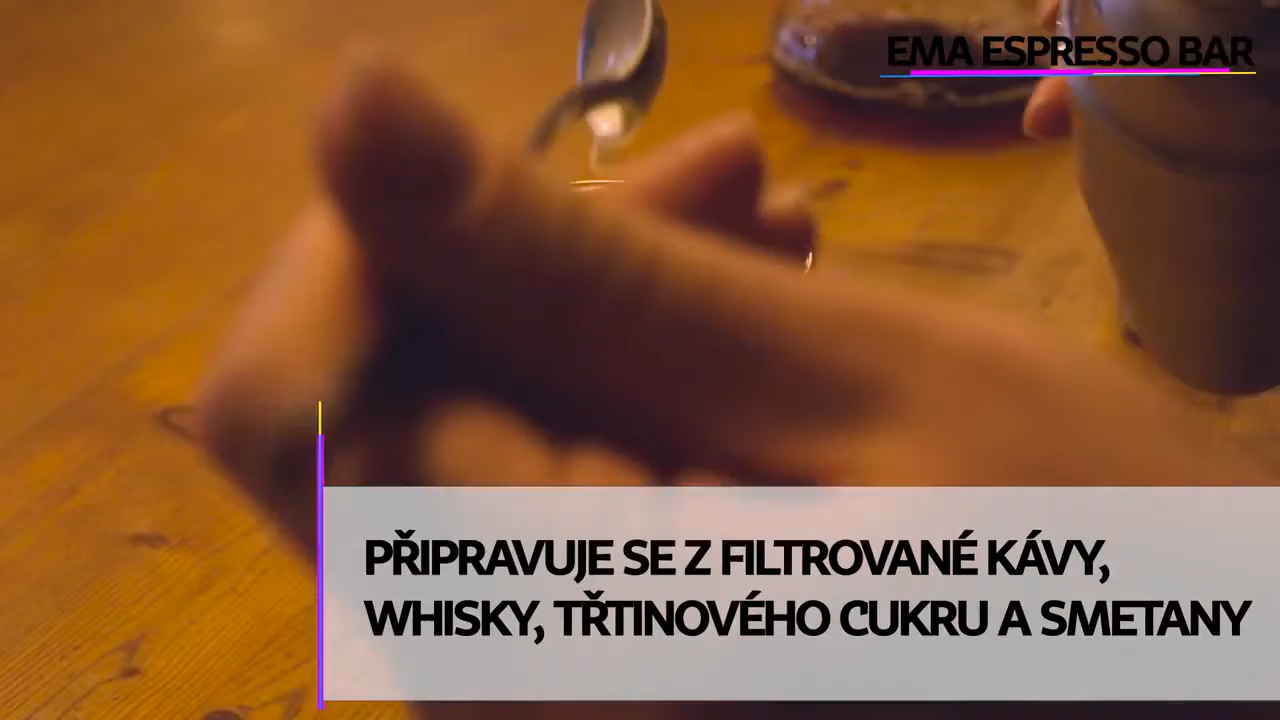 EMA ESPRESSO BAR
PŘIPRAVUJE SE Z FILTROVANÉ KÁVY,
WHISKY, TŘTINOVÉHO CUKRU A SMETANY